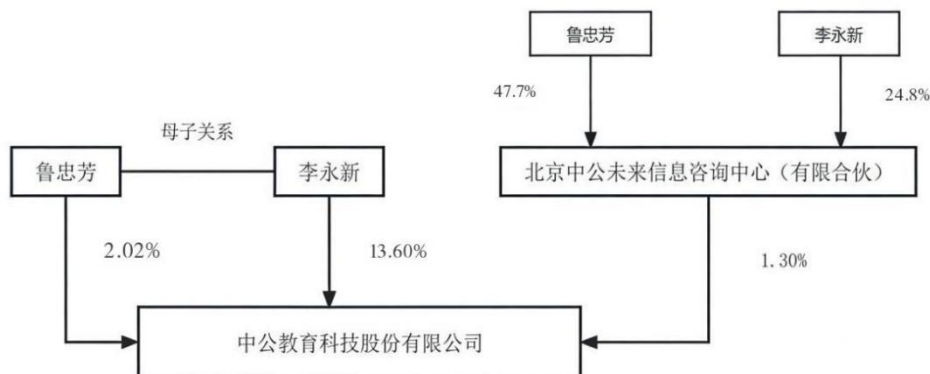 鲁忠芳
李永新
47.7%
24.8%
母子关系
鲁忠芳
李永新
北京中公未来信息咨询中心（有限合伙）
2.02%
13.60%
1.30%
中公教育科技股份有限公司